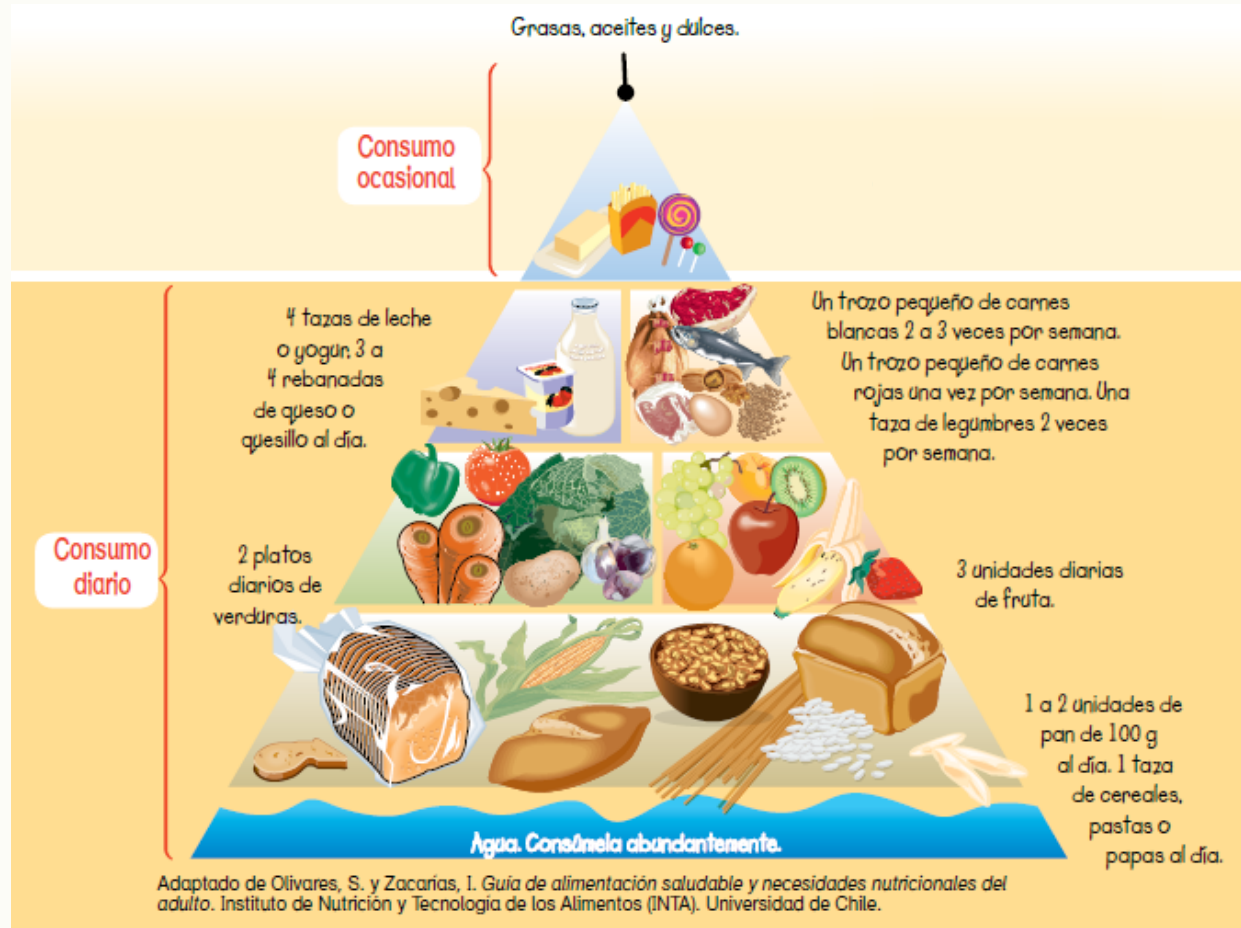 Grasas, aceites y dulces.
Consumo
ocasional
4 tazas de leche
o yogur, 3 a
4 rebanadas
de queso o
quesillo al día.
Un trozo pequeño de carnes
blancas 2 a 3 veces por semana.
Un trozo pequeño de carnes
rojas una vez por semana. Una
taza de legumbres 2 veces
por semana.
Consumo
diario
2 platos
diarios de
verduras.
3 unidades diarias
de fruta.
1 a 2 unidades de
pan de 100 g
al día. 1 taza
de cereales,
pastas o
papas al día.
Agua. Consúmela abundantemente.
Adaptado de Olivares, S. y Zacarías, I. Guía de alimentación saludable y necesidades nutricionales del
adulto. Instituto de Nutrición y Tecnología de los Alimentos (INTA). Universidad de Chile.